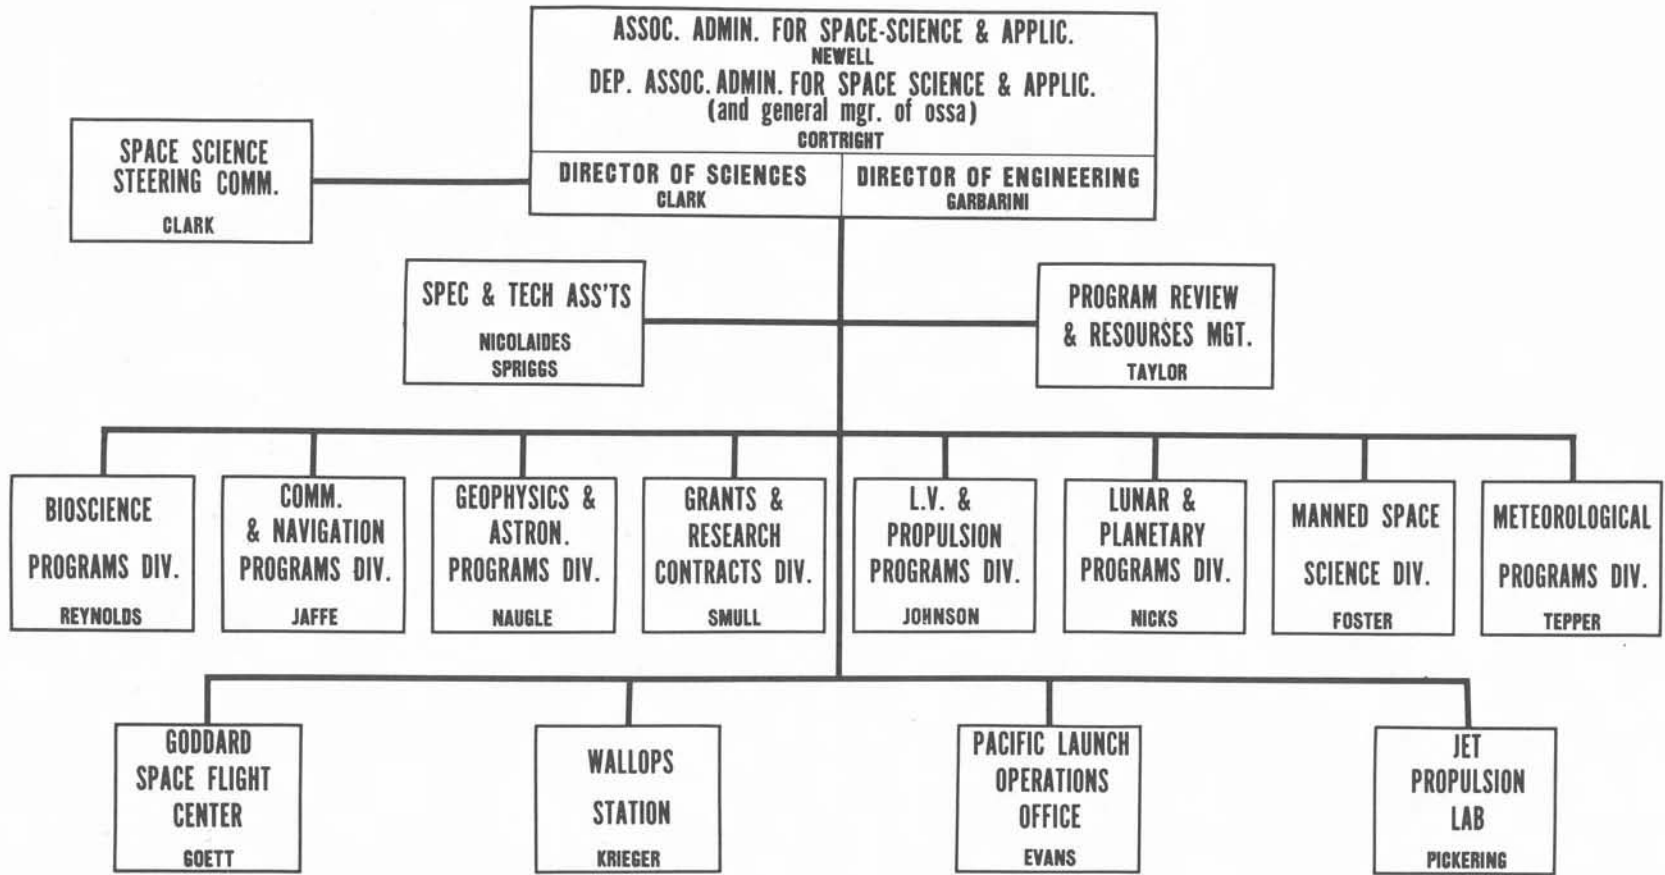 ASSOC. ADMIN. FOR SPACE-SCIENCE & APPLIC.
NEWELL
DEP. ASSOC. ADMIN. FOR SPACE SCIENCE & APPLIC.
(and general mgr. of ossa)
CORTRIGHT
DIRECTOR OF SCIENCES
CLARK
DIRECTOR OF ENGINEERING
GARBARINI
SPACE SCIENCE
STEERING COMM.
CLARK
SPEC & TECH ASS'TS
NICOLAIDES
SPRIGGS
PROGRAM REVIEW
& RESOURSES MGT.
TAYLOR
BIOSCIENCE
PROGRAMS DIV.
REYNOLDS
COMM.
& NAVIGATION
PROGRAMS DIV.
JAFFE
GEOPHYSICS &
ASTRON.
PROGRAMS DIV.
NAUGLE
GRANTS &
RESEARCH
CONTRACTS DIV.
SMULL
L.V. &
PROPULSION
PROGRAMS DIV.
JOHNSON
LUNAR &
PLANETARY
PROGRAMS DIV.
NICKS
MANNED SPACE
SCIENCE DIV.
FOSTER
METEOROLOGICAL
PROGRAMS DIV.
TEPPER
GODDARD
SPACE FLIGHT
CENTER
GOETT
WALLOPS
STATION
KRIEGER
PACIFIC LAUNCH
OPERATIONS
OFFICE
EVANS
JET
PROPULSION
LAB
PICKERING